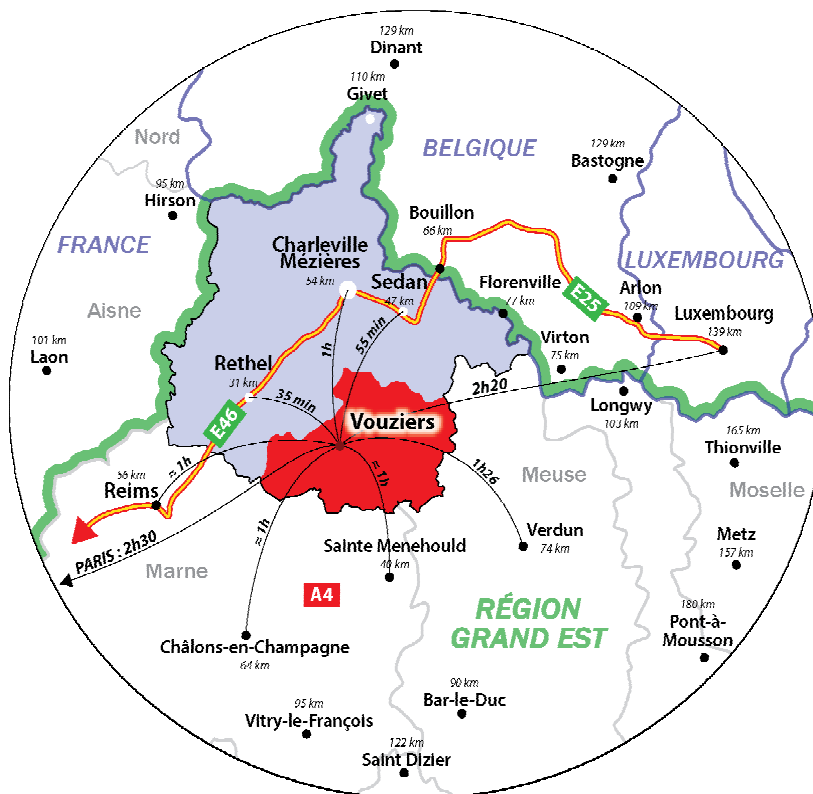 129 km
Dinant
110 km
Givet
Nord
BELGIQUE
129 km
Bastogne
95 km
Hirson
Bouillon
66 km
FRANCE
Charleville
Mézières
54 km
Sedan
47 km
Florenville
77 km
E25
LUXEMBOURG
Arlon
109 km
Luxembourg
139 km
Aisne
101 km
Laon
1h
55 min
Virton
75 km
Rethel
31 km
35 min
2h20
Longwy
103 km
Vouziers
E46
165 km
Thionville
≈ 1h
56 km
Reims
≈ 1h
1h26
Meuse
Moselle
PARIS : 2h30
≈ 1h
Sainte Menehould
40 km
Verdun
74 km
Metz
157 km
Marne
A4
RÉGION
GRAND EST
180 km
Pont-à-
Mousson
Châlons-en-Champagne
64 km
95 km
Vitry-le-François
90 km
Bar-le-Duc
122 km
Saint Dizier